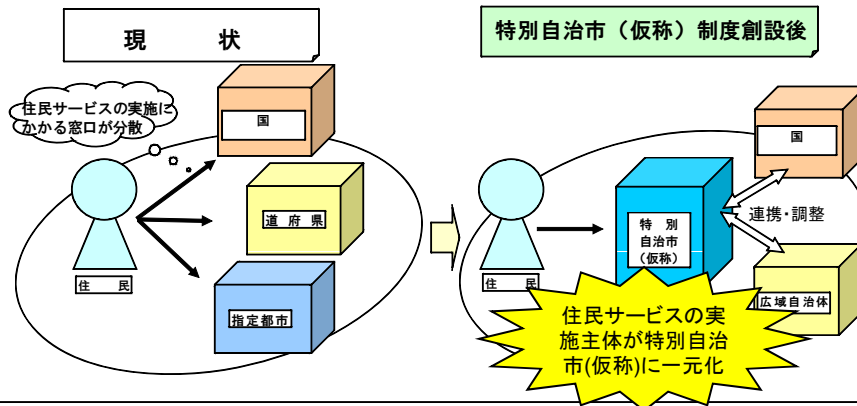 現 状
住民サービスの実施に
かかる窓口が分散
国
道府県
指定都市
住 民
特別自治市（仮称）制度創設後
国
特 別
自治市
（仮称）
連携・調整
広域自治体
住 民
住民サービスの実
施主体が特別自治
市(仮称)に一元化